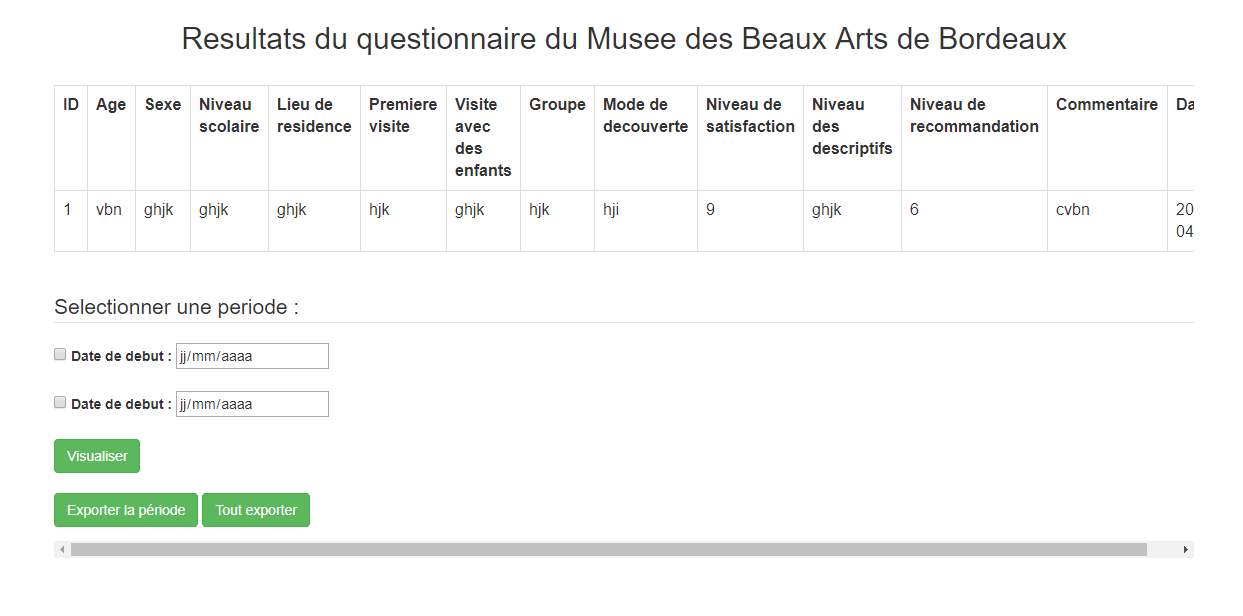 Resultats du questionnaire du Musee des Beaux Arts de Bordeaux
ID Age Sexe Niveau scolaire Lieu de residence Premiere visite Visite avec des enfants Groupe Mode de decouverte Niveau de satisfaction Niveau des descriptifs Niveau de recommandation Commentaire Da
1 vbn ghjk ghjk ghjk hjk ghjk hjk hji 9 ghjk 6 cvbn 20 04
Selectionner une periode :
Date de debut : jj/mm/aaaa
Date de debut : jj/mm/aaaa
Visualiser
Exporter la période Tout exporter